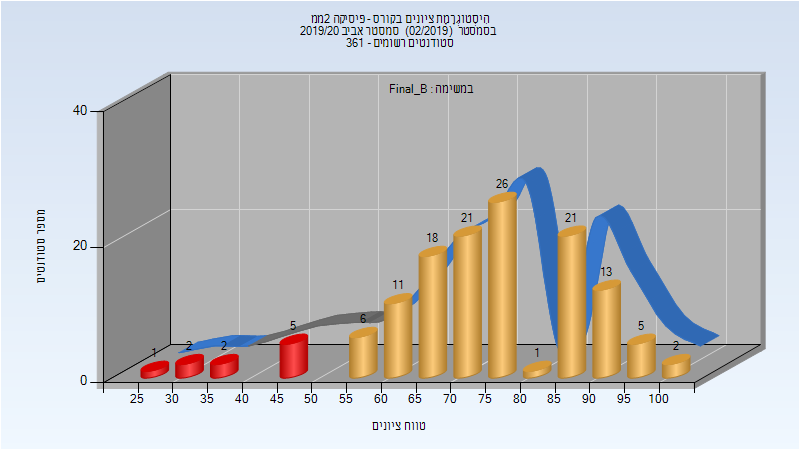 היסטוגרמת ציונים בקורס - פיסיקה 2ממ
בסמסטר (02/2019) סמסטר אביב 2019/20
סטודנטים רשומים - 361
במשימה : Final_B
מספר סטודנטים
40
20
0
1
2
2
5
6
11
18
21
26
1
21
13
5
2
25 30 35 40 45 50 55 60 65 70 75 80 85 90 95 100
טווח ציונים